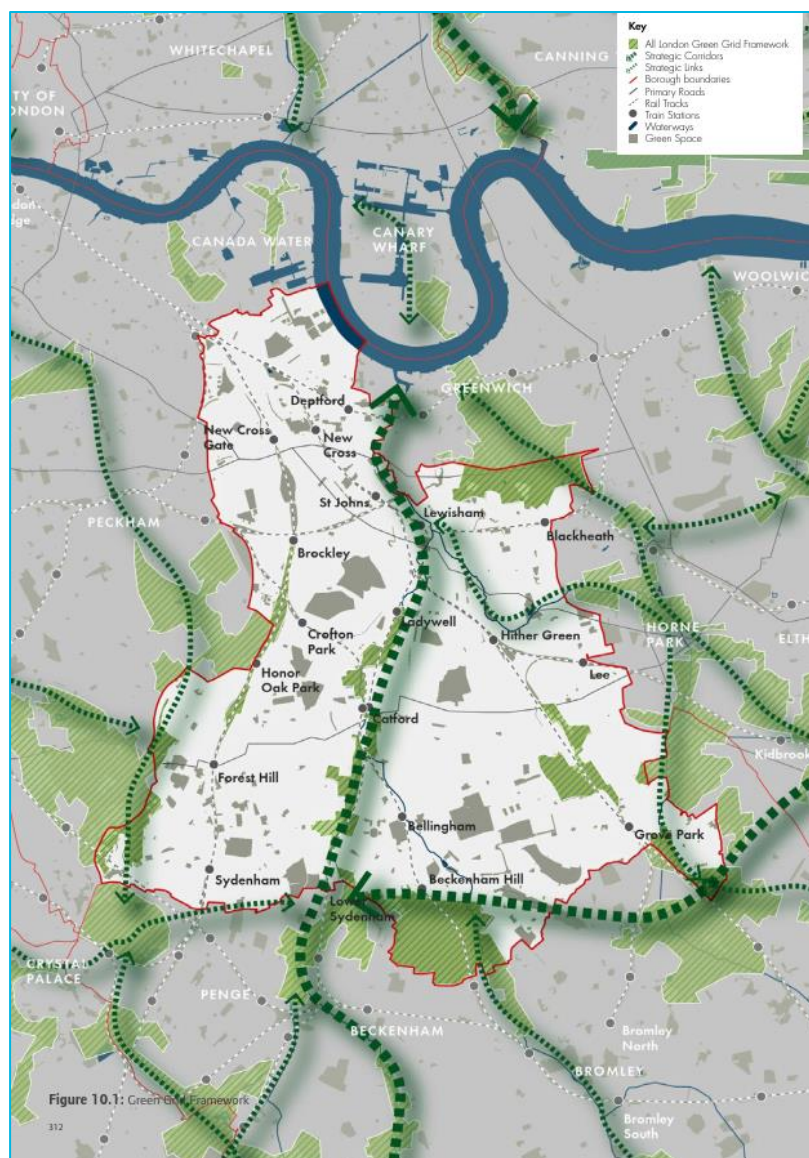 Key
All London Green Grid Framework
Strategic Corridors
Strategic Links
Borough boundaries
Primary Roads
Rail Tracks
Train Stations
Waterways
Green Space
WHITECHAPEL
CANNING
TY OF
ONDON
don
CANADA WATER
CANARY
WHARF
WOOLWIC
GREENWICH
Deptford
New Cross
Gate
New
Cross
St Johns
PECKHAM
Lewisham
Blackheath
Brockley
Ladywell
Crofton
Park
Hither Green
HORNE
PARK
ELTH
Honor
Oak Park
Lee
Catford
Kidbrook
Forest Hill
Bellingham
Grove Park
Sydenham
Beckenham Hill
Lower
Sydenham
CRYSTAL
PALACE
PENGE
BECKENHAM
Bromley
North
BROMLEY
Bromley
South
Figure 10.1: Green Grid Framework
312